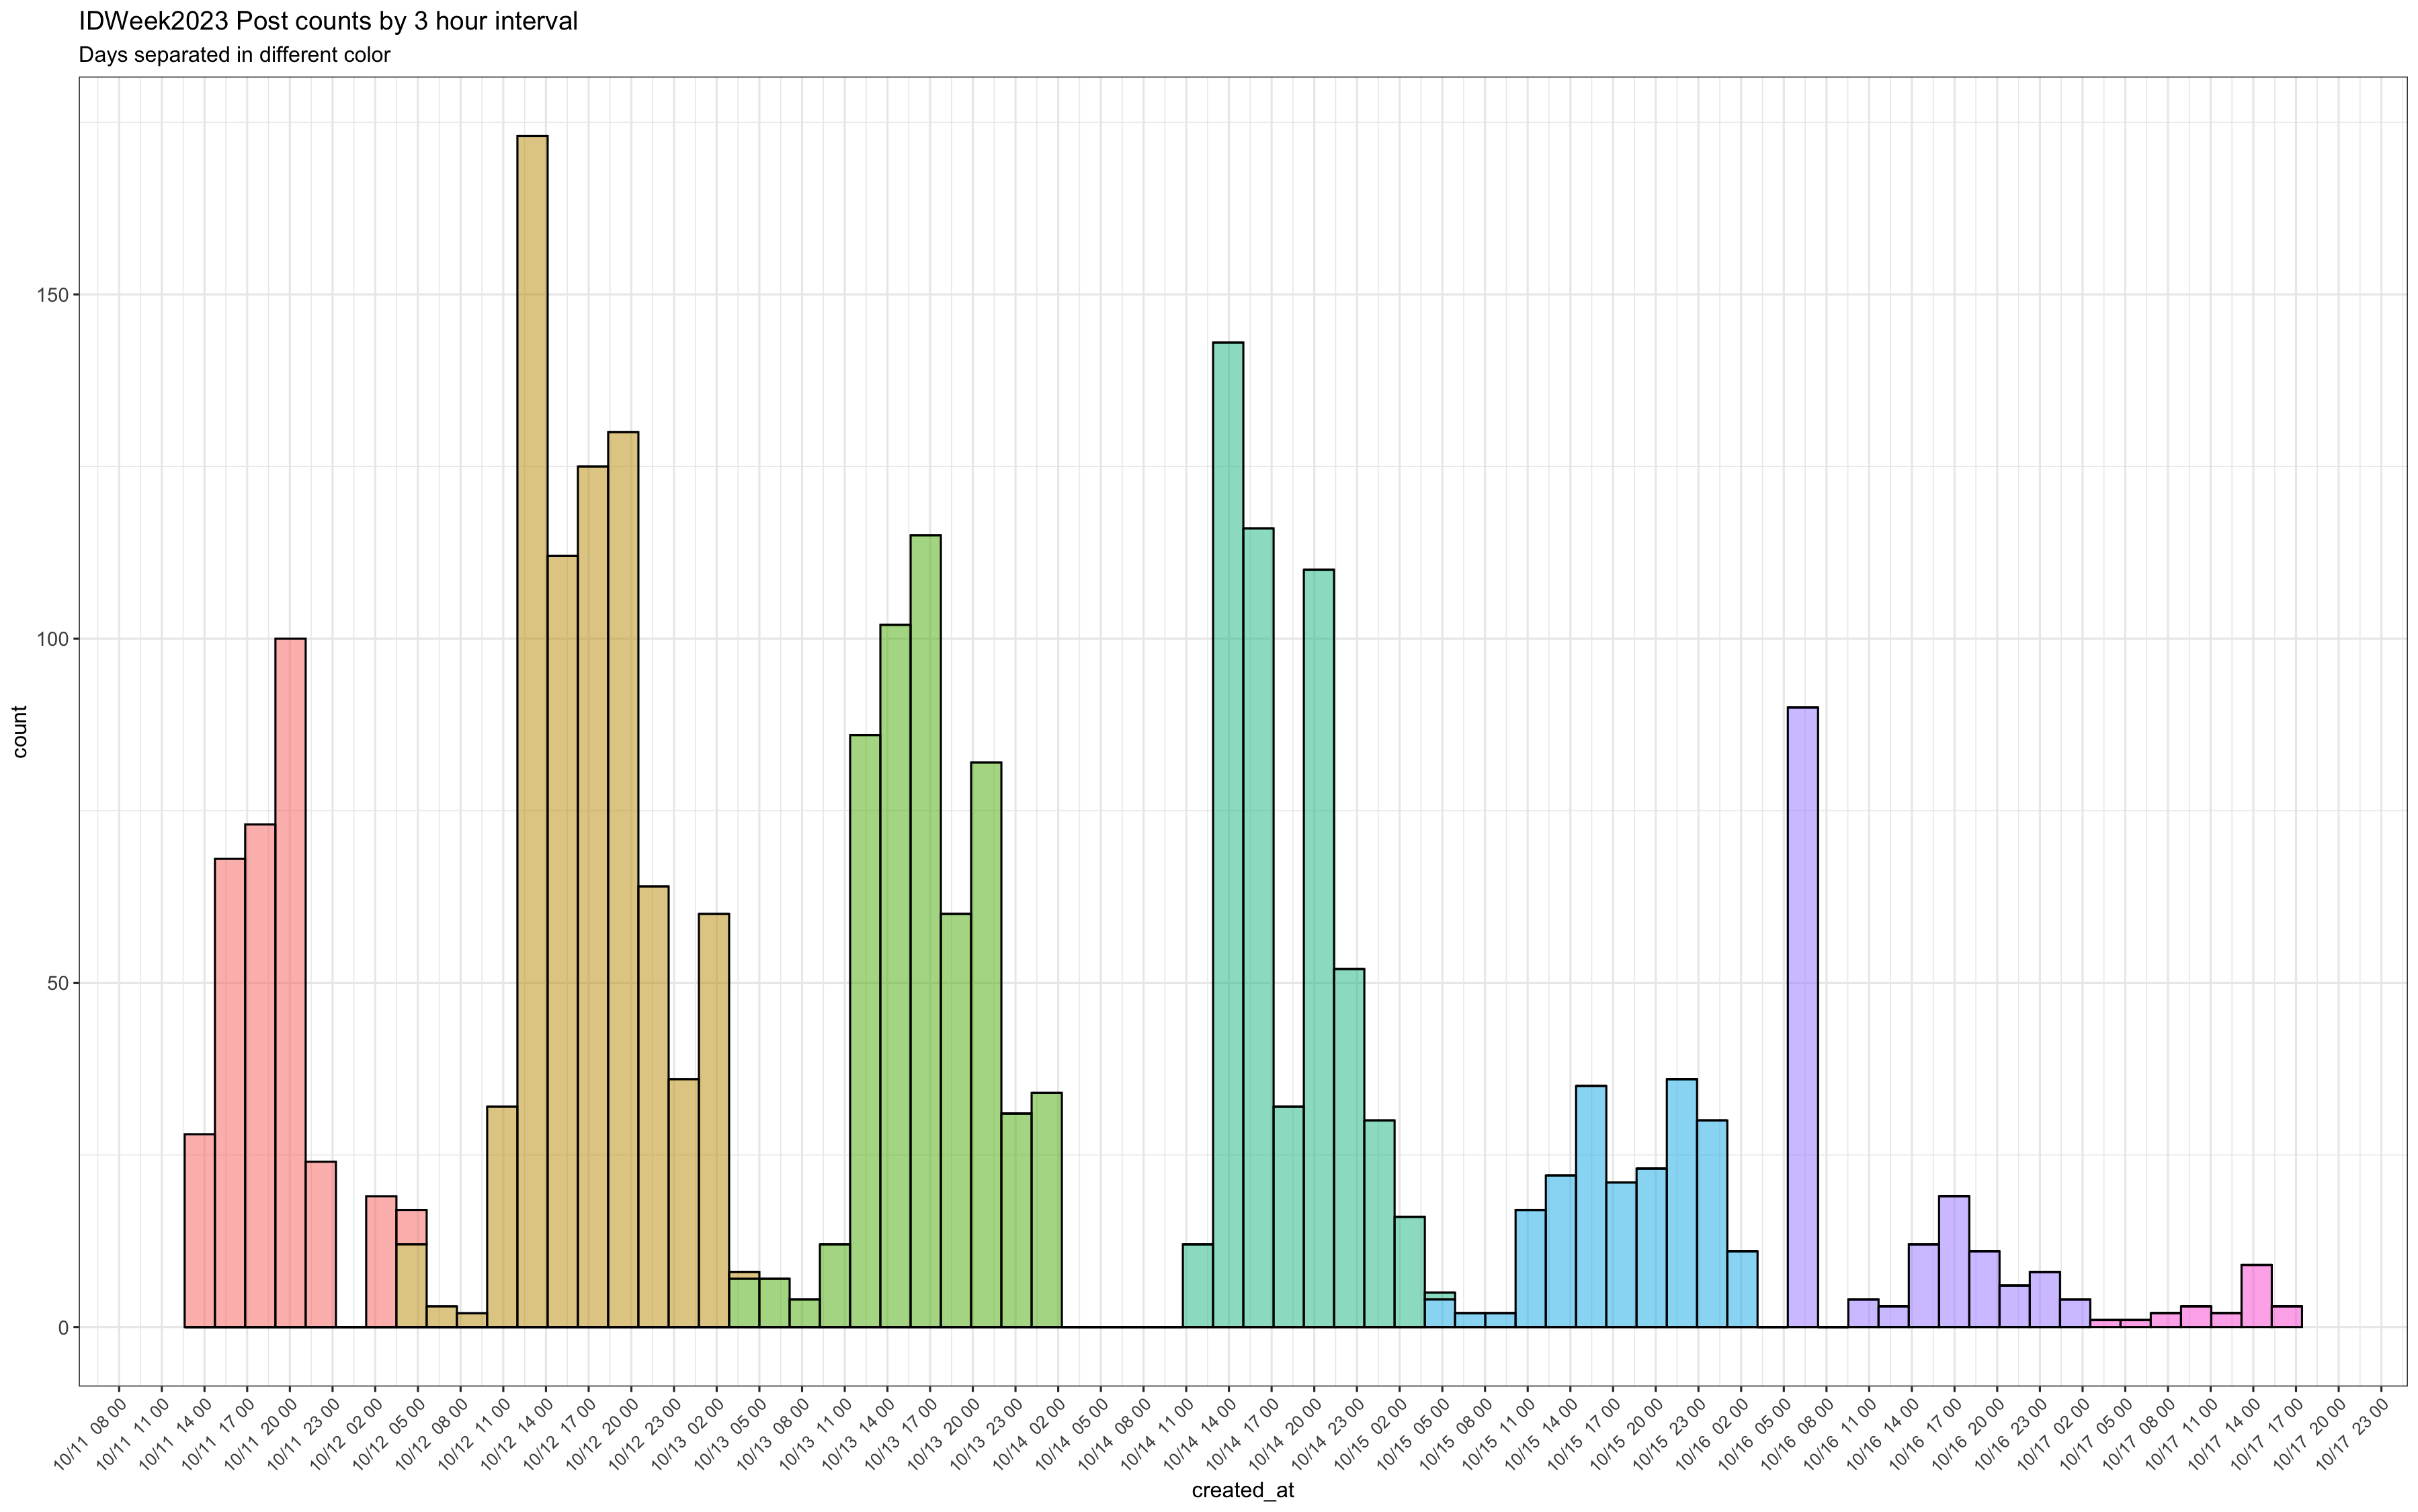 IDWeek2023 Post counts by 3 hour interval
Days separated in different color
count
150
100
50
0
10/11 08 00
10/11 11 00
10/11 14 00
10/11 17 00
10/11 20 00
10/11 23 00
10/12 02 00
10/12 05 00
10/12 08 00
10/12 11 00
10/12 14 00
10/12 17 00
10/12 20 00
10/12 23 00
10/13 02 00
10/13 05 00
10/13 08 00
10/13 11 00
10/13 14 00
10/13 17 00
10/13 20 00
10/13 23 00
10/14 02 00
10/14 05 00
10/14 08 00
10/14 11 00
10/14 14 00
10/14 17 00
10/14 20 00
10/14 23 00
10/15 02 00
10/15 05 00
10/15 08 00
10/15 11 00
10/15 14 00
10/15 17 00
10/15 20 00
10/15 23 00
10/16 02 00
10/16 05 00
10/16 08 00
10/16 11 00
10/16 14 00
10/16 17 00
10/16 20 00
10/16 23 00
10/17 02 00
10/17 05 00
10/17 08 00
10/17 11 00
10/17 14 00
10/17 17 00
10/17 20 00
10/17 23 00
created_at